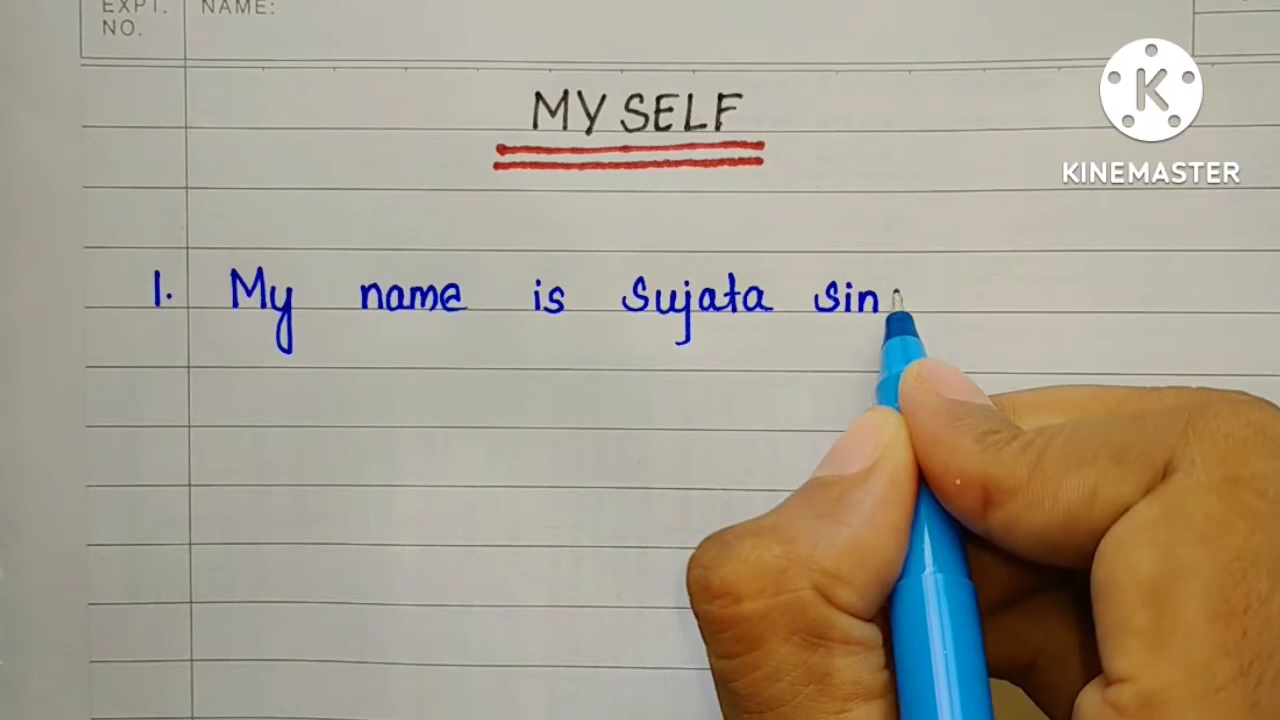 EXPT. NO.
NAME:
MY SELF
KINEMASTER
1. My name is Sujata Sin